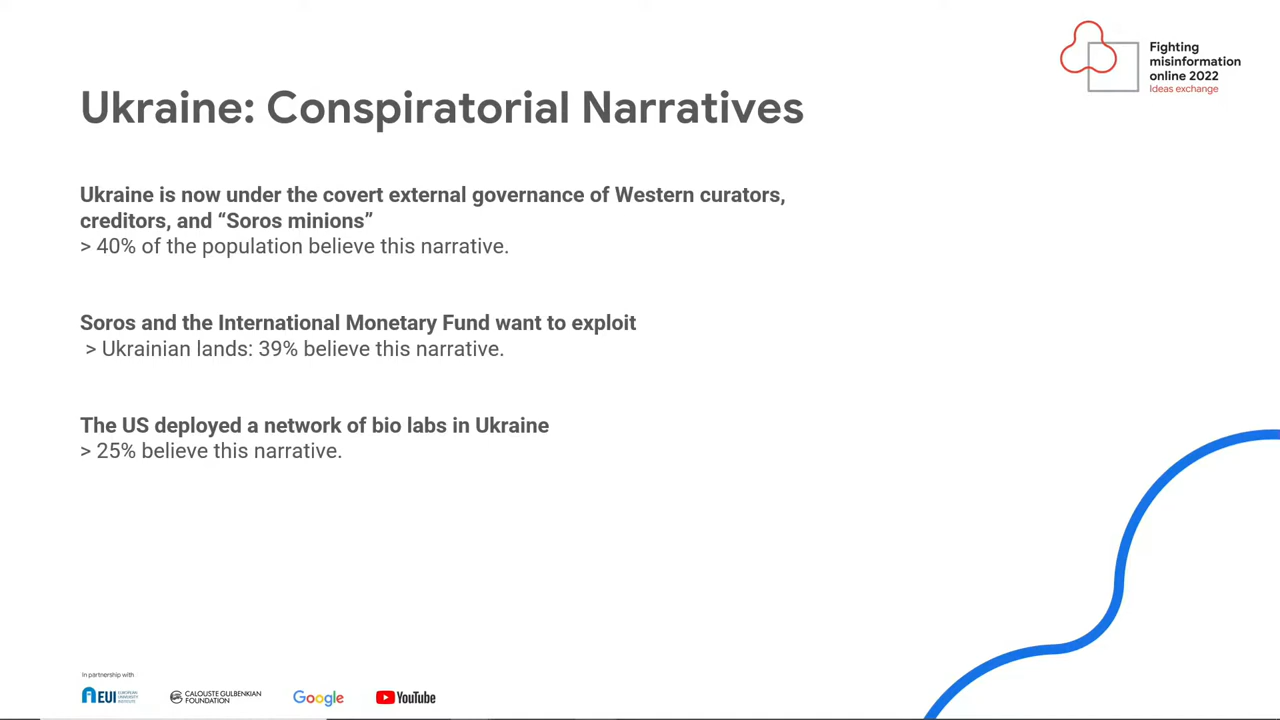 Fighting
misinformation
online 2022
Ideas exchange
Ukraine: Conspiratorial Narratives
Ukraine is now under the covert external governance of Western curators,
creditors, and “Soros minions”
> 40% of the population believe this narrative.
Soros and the International Monetary Fund want to exploit
> Ukrainian lands: 39% believe this narrative.
The US deployed a network of bio labs in Ukraine
> 25% believe this narrative.
In partnership with
EUI
EUROPEAN
UNIVERSITY
INSTITUTE
CALOUSTE GULBENKIAN
FOUNDATION
Google
YouTube